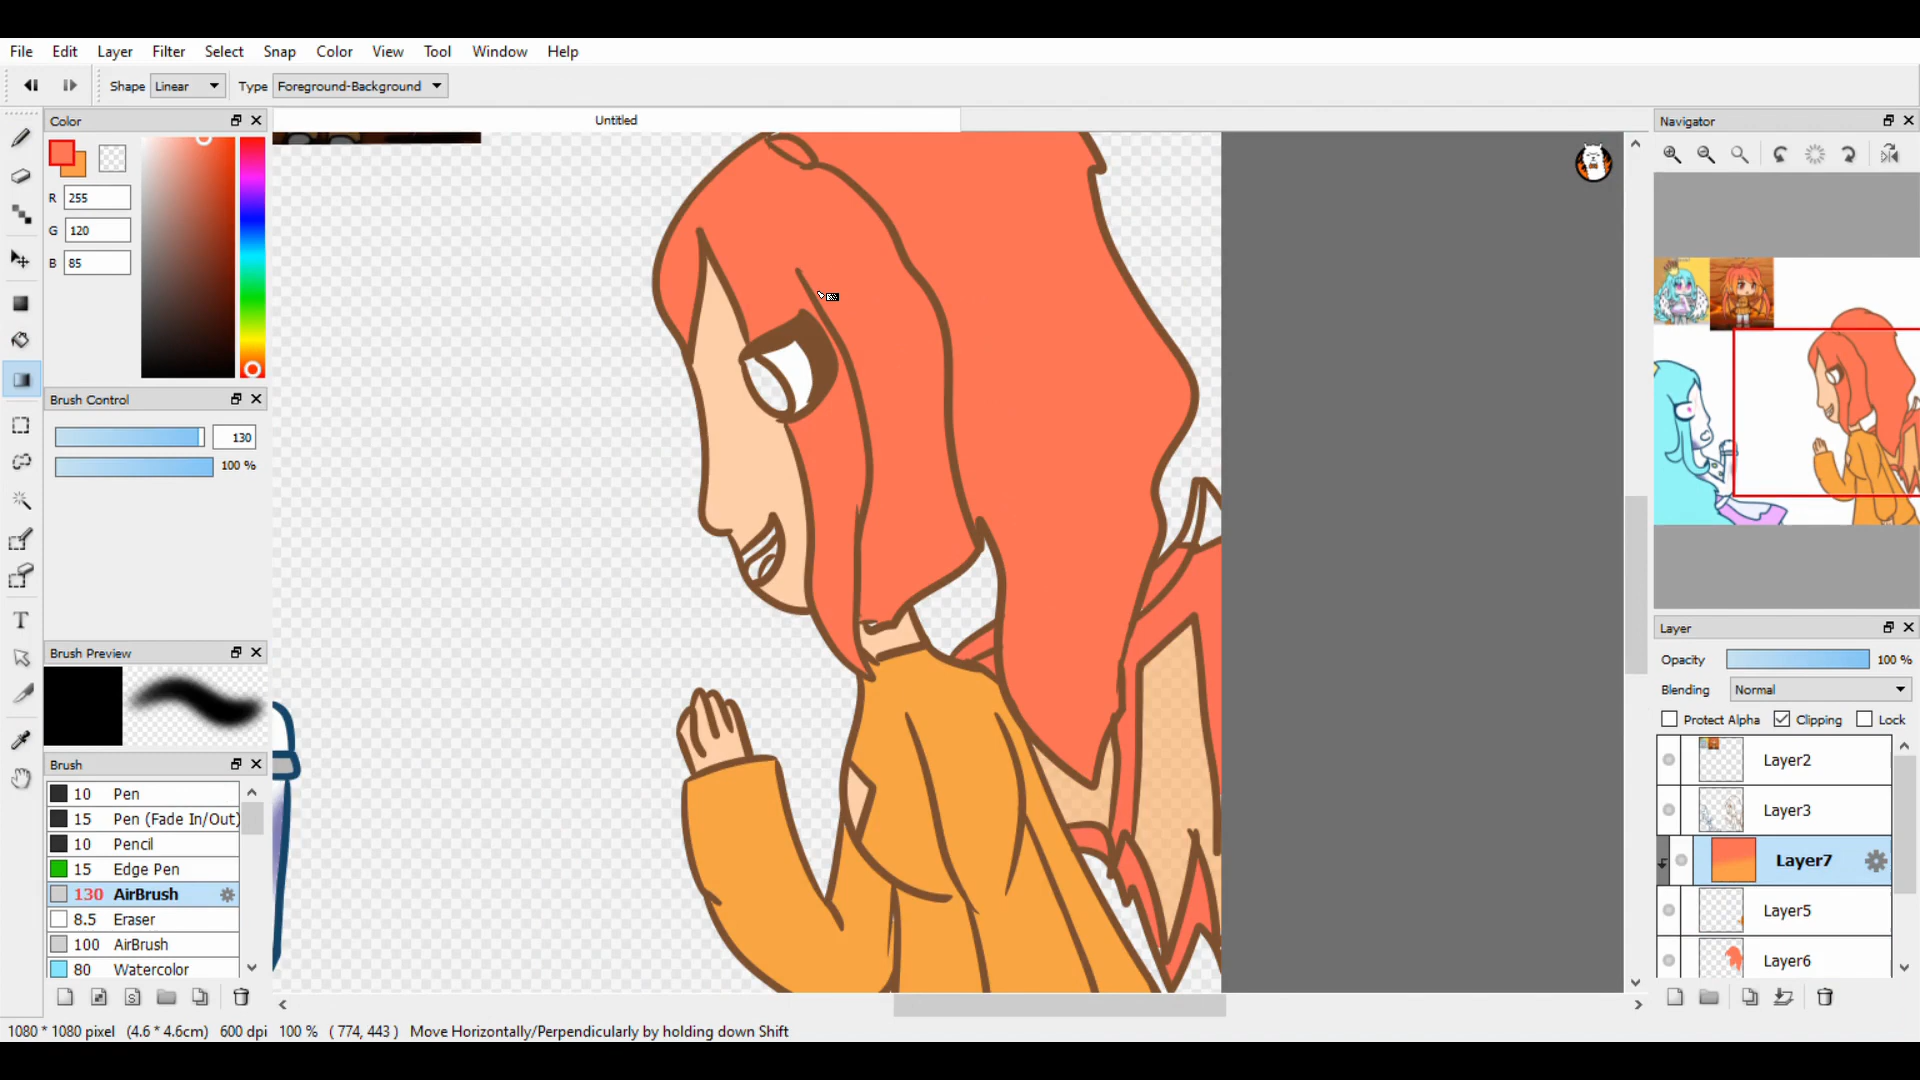 File Edit Layer Filter Select Snap Color View Tool Window Help
Shape Linear Type Foreground-Background
Color
Untitled
Navigator
R 255
G 120
B 85
Brush Control
130
100 %
Brush Preview
Brush
10 Pen
15 Pen (Fade In/Out)
10 Pencil
15 Edge Pen
130 AirBrush
8.5 Eraser
100 AirBrush
80 Watercolor
T
S
Layer
Opacity 100 %
Blending Normal
Protect Alpha Clipping Lock
Layer2
Layer3
Layer7
Layer5
Layer6
1080 * 1080 pixel (4.6 * 4.6cm) 600 dpi 100 % ( 774, 443 ) Move Horizontally/Perpendicularly by holding down Shift